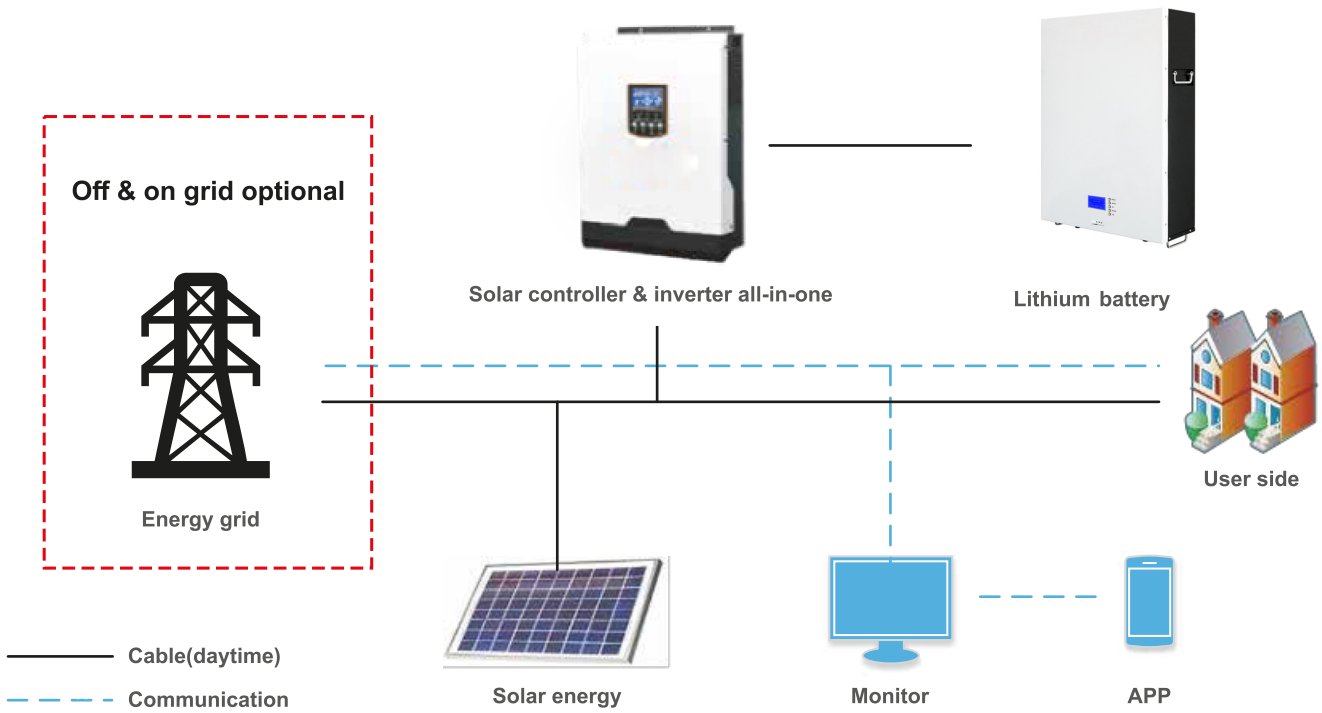 Off & on grid optional
Solar controller & inverter all-in-one
Lithium battery
Energy grid
User side
Cable(daytime)
Communication
Solar energy
Monitor
APP